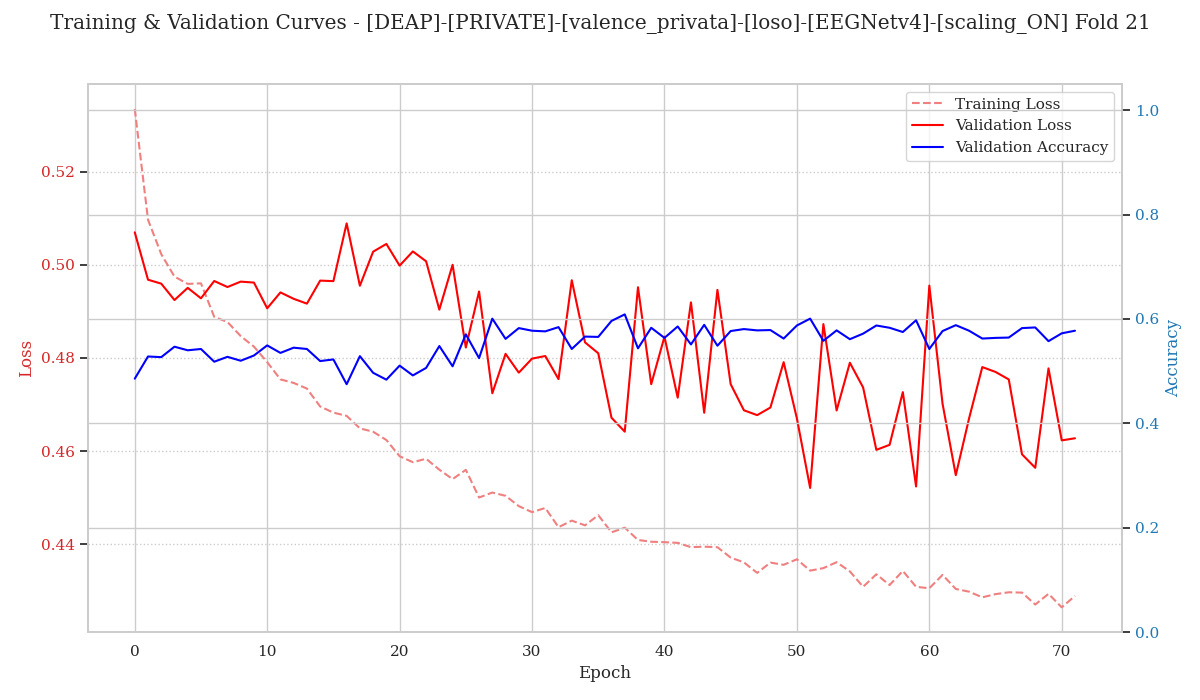 Training & Validation Curves - [DEAP]-[PRIVATE]-[valence_privata]-[loso]-[EEGNetv4]-[scaling_ON] Fold 21
Training Loss
Validation Loss
Validation Accuracy
Loss
0.52
0.50
0.48
0.46
0.44
1.0
0.8
0.6
0.4
0.2
0.0
Accuracy
0 10 20 30 40 50 60 70
Epoch